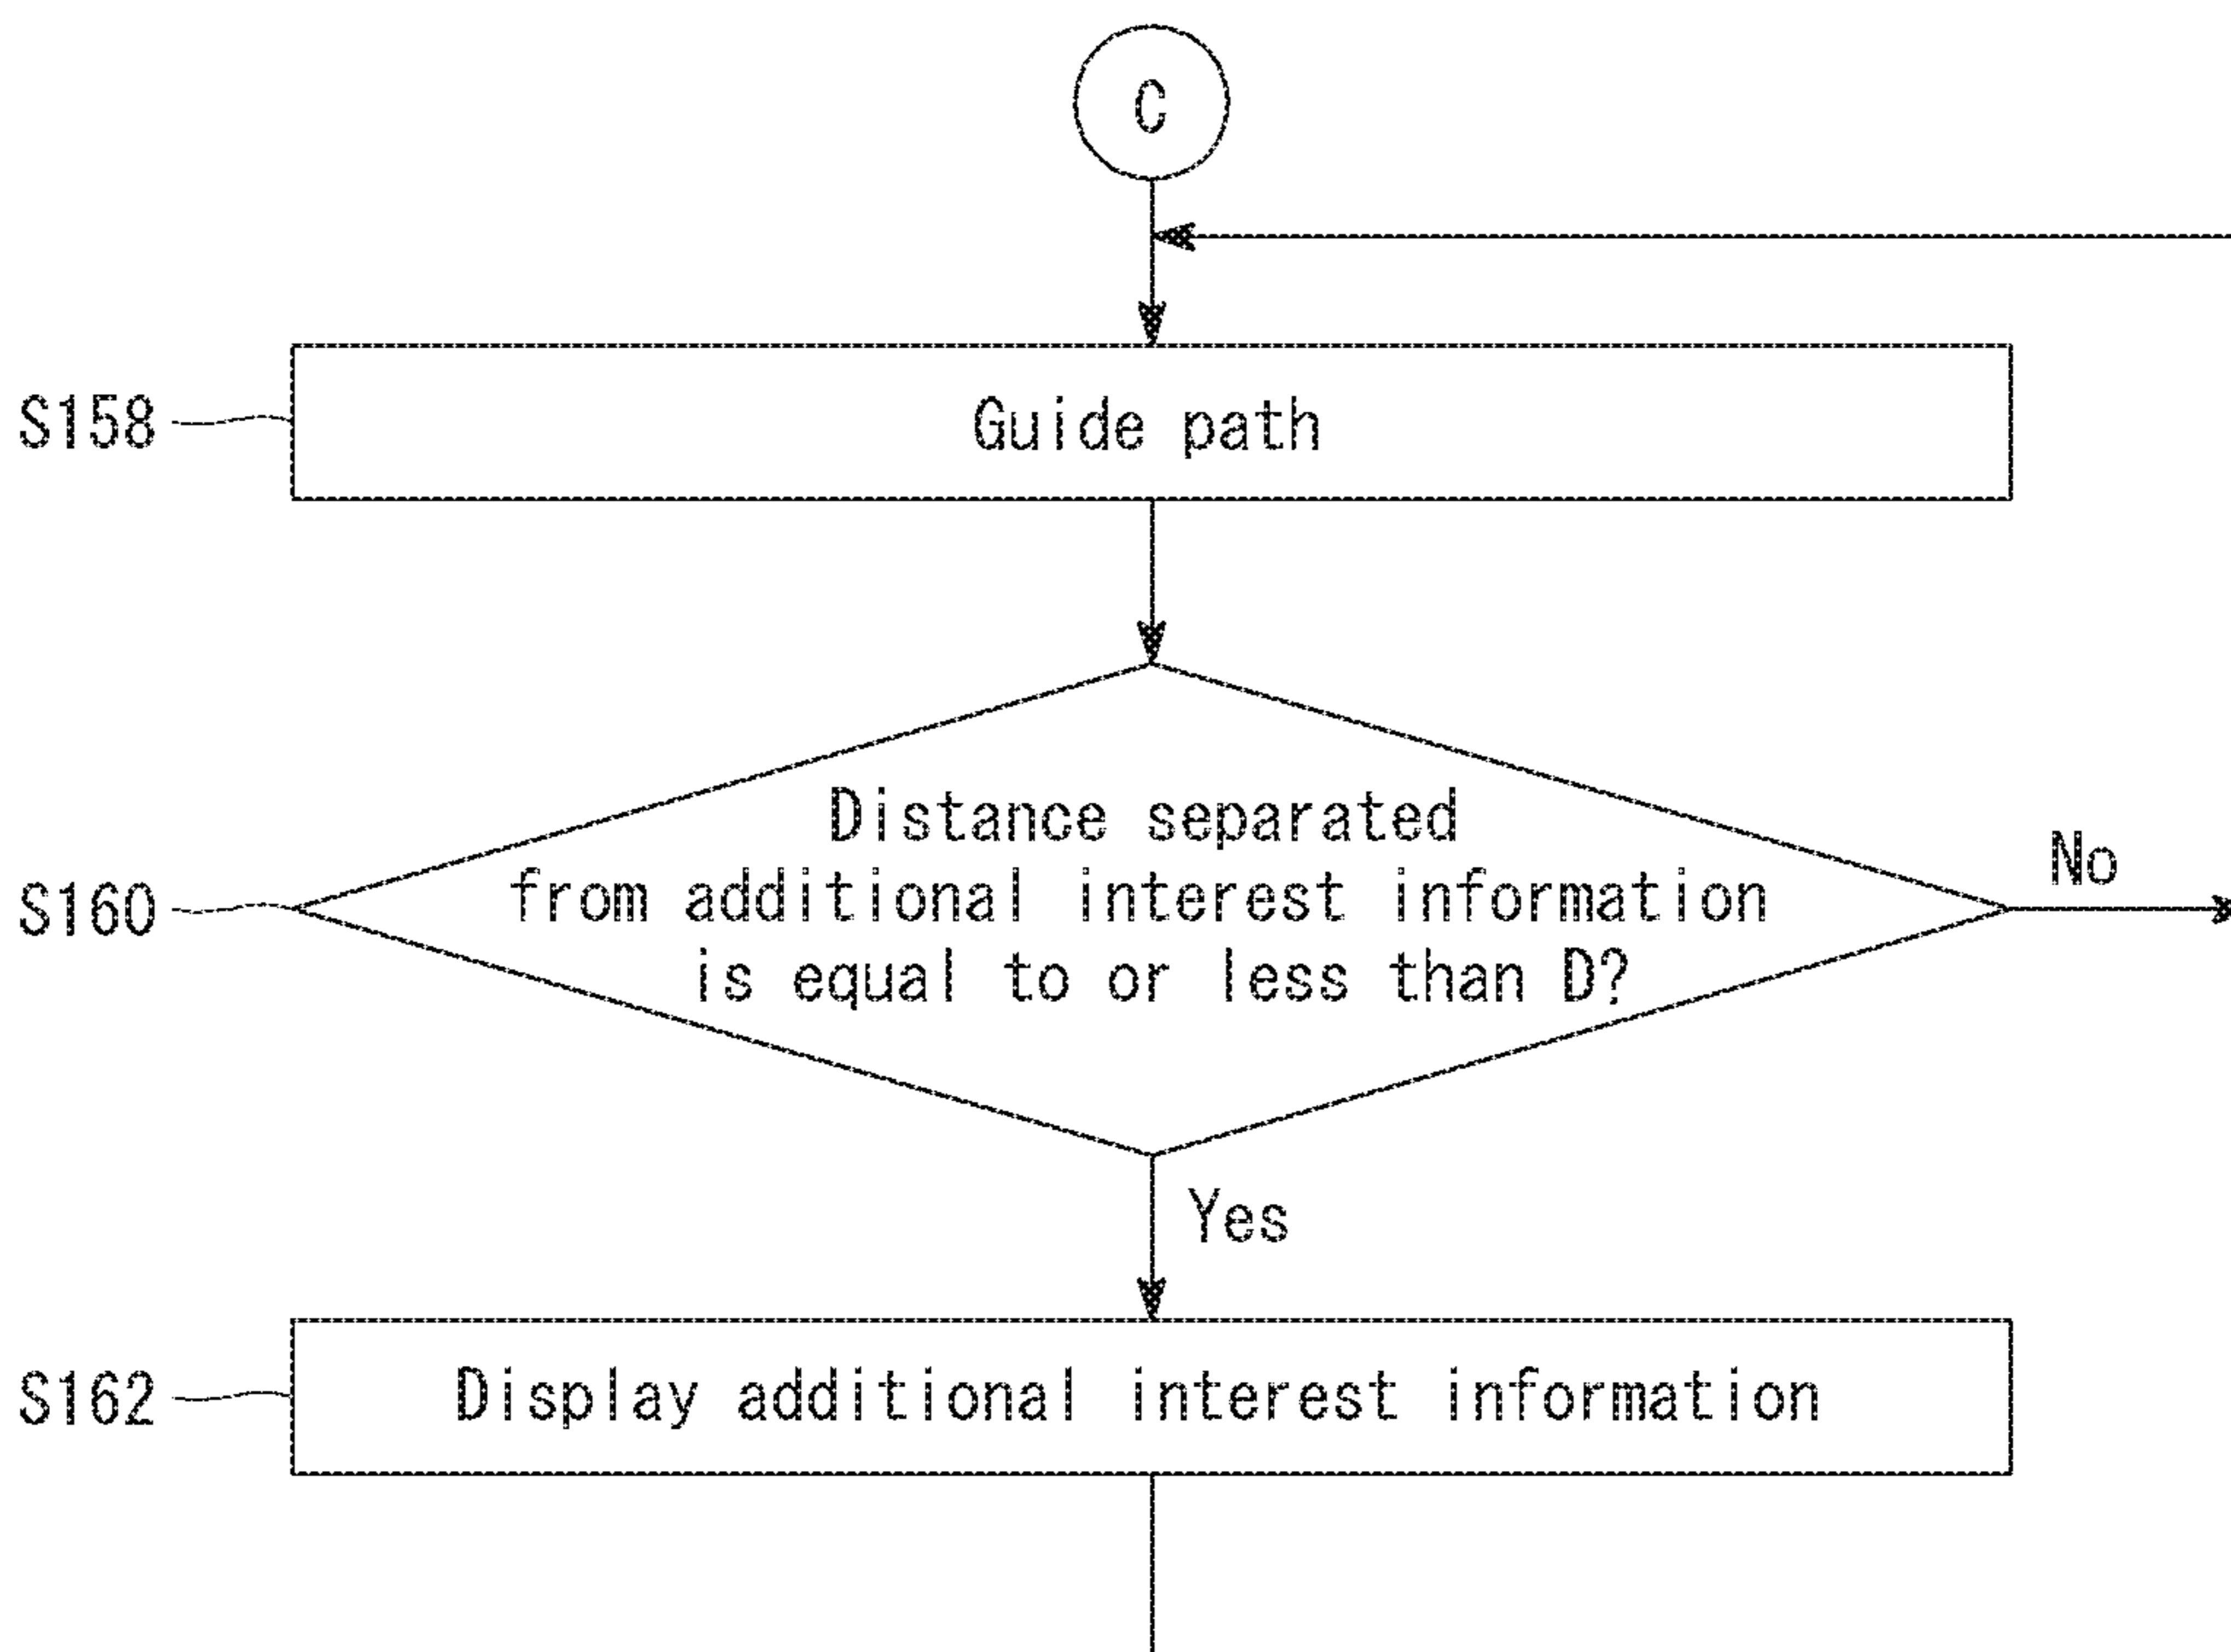 C
S158
Guide path
Distance separated
from additional interest information
is equal to or less than D?
S160
No
Yes
S162
Display additional interest information